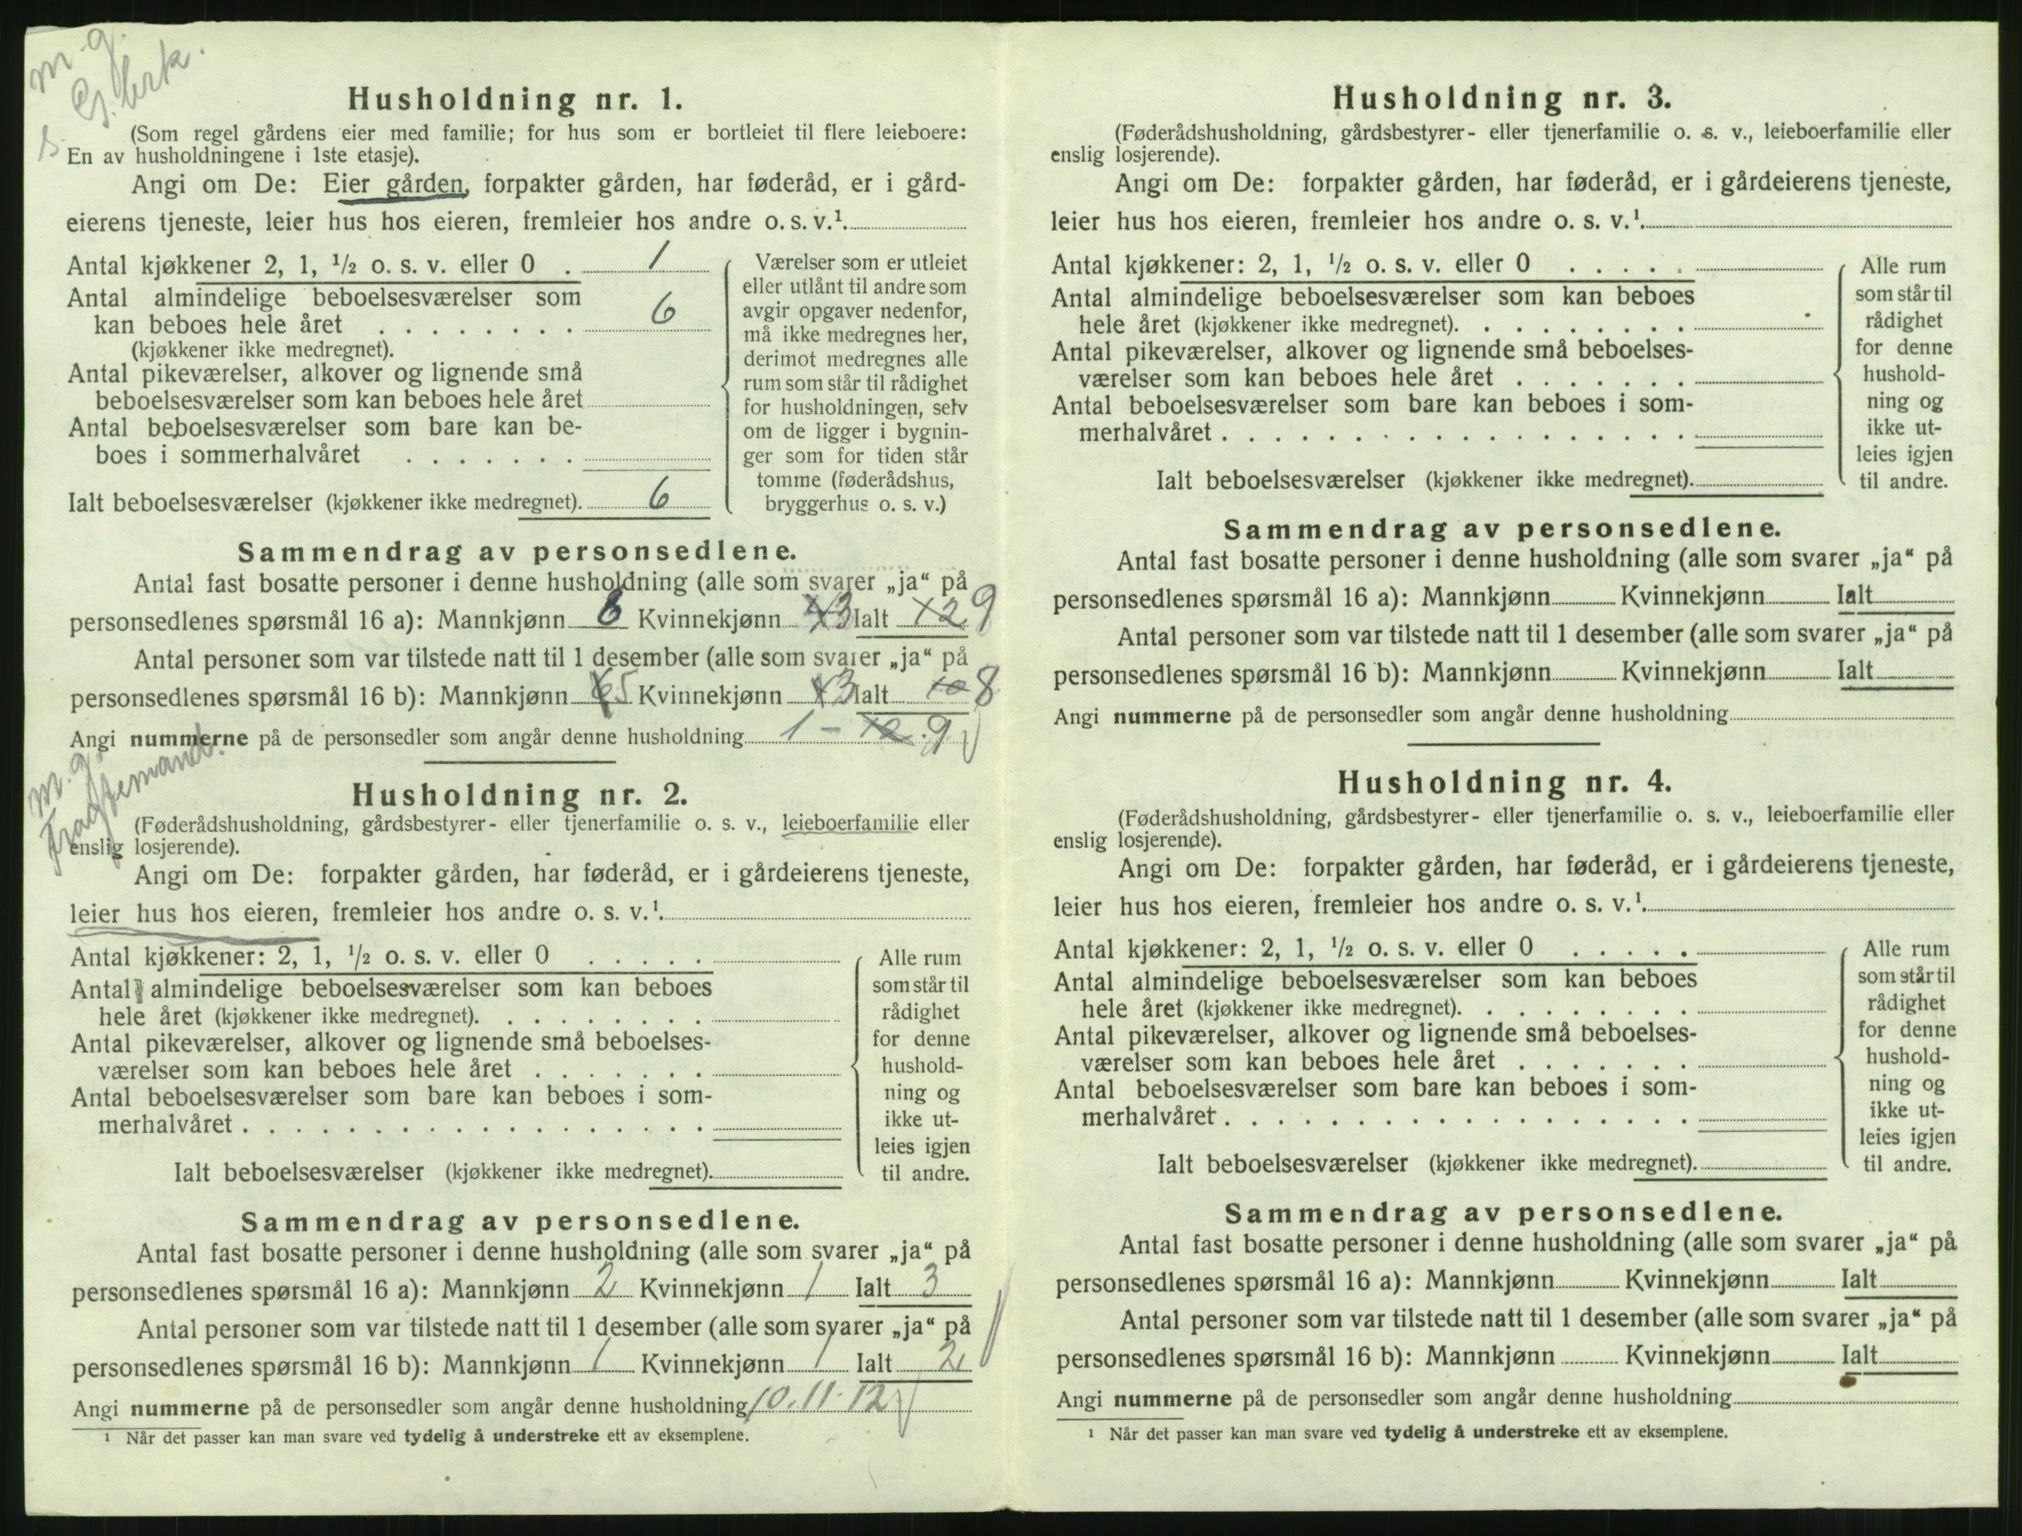 m. g.
s. Gj. brk.
Husholdning nr. 1.
(Som regel gårdens eier med familie; for hus som er bortleiet til flere leieboere:
En av husholdningene i 1ste etasje).
Angi om De: Eier gården, forpakter gården, har føderåd, er i gård-
eierens tjeneste, leier hus hos eieren, fremleier hos andre o. s. v.¹
Antal kjøkkener 2, 1, ½ o. s. v. eller 0 . 1
Antal almindelige beboelsesværelser som
kan beboes hele året . . . . . . . . 6
(kjøkkener ikke medregnet).
Antal pikeværelser, alkover og lignende små
beboelsesværelser som kan beboes hele året
Antal beboelsesværelser som bare kan be-
boes i sommerhalvåret . . . . . . .
Ialt beboelsesværelser (kjøkkener ikke medregnet). 6
Værelser som er utleiet
eller utlånt til andre som
avgir opgaver nedenfor,
må ikke medregnes her,
derimot medregnes alle
rum som står til rådighet
for husholdningen, selv
om de ligger i bygnin-
ger som for tiden står
tomme (føderådshus,
bryggerhus o. s. v.)
Sammendrag av personsedlene.
Antal fast bosatte personer i denne husholdning (alle som svarer „ja“ på
personsedlenes spørsmål 16 a): Mannkjønn 6 Kvinnekjønn 3 Ialt 12 9
Antal personer som var tilstede natt til 1 desember (alle som svarer „ja“ på
personsedlenes spørsmål 16 b): Mannkjønn 6 5 Kvinnekjønn 3 Ialt 10 8
Angi nummerne på de personsedler som angår denne husholdning 1 – 12. 9
m. g.
Husholdning nr. 2.
(Føderådshusholdning, gårdsbestyrer- eller tjenerfamilie o. s. v., leieboerfamilie eller
enslig losjerende).
Angi om De: forpakter gården, har føderåd, er i gårdeierens tjeneste,
leier hus hos eieren, fremleier hos andre o. s. v.¹
Antal kjøkkener: 2, 1, ½ o. s. v. eller 0 . . . . .
Antal almindelige beboelsesværelser som kan beboes
hele året (kjøkkener ikke medregnet). . . . . . . . .
Antal pikeværelser, alkover og lignende små beboelses-
værelser som kan beboes hele året . . . . . . .
Antal beboelsesværelser som bare kan beboes i som-
merhalvåret . . . . . . . . . . . . . . . . . .
Ialt beboelsesværelser (kjøkkener ikke medregnet).
Alle rum
som står til
rådighet
for denne
hushold-
ning og
ikke ut-
leies igjen
til andre.
Sammendrag av personsedlene.
Antal fast bosatte personer i denne husholdning (alle som svarer „ja“ på
personsedlenes spørsmål 16 a): Mannkjønn 2 Kvinnekjønn 1 Ialt 3
Antal personer som var tilstede natt til 1 desember (alle som svarer „ja“ på
personsedlenes spørsmål 16 b): Mannkjønn 1 Kvinnekjønn 1 Ialt 2
Angi nummerne på de personsedler som angår denne husholdning 10. 11. 12
¹ Når det passer kan man svare ved tydelig å understreke ett av eksemplene.
Husholdning nr. 3.
(Føderådshusholdning, gårdsbestyrer- eller tjenerfamilie o. s. v., leieboerfamilie eller
enslig losjerende).
Angi om De: forpakter gården, har føderåd, er i gårdeierens tjeneste,
leier hus hos eieren, fremleier hos andre o. s. v.¹
Antal kjøkkener: 2, 1, ½ o. s. v. eller 0 . . . . .
Antal almindelige beboelsesværelser som kan beboes
hele året (kjøkkener ikke medregnet). . . . . . . . .
Antal pikeværelser, alkover og lignende små beboelses-
værelser som kan beboes hele året . . . . . . .
Antal beboelsesværelser som bare kan beboes i som-
merhalvåret . . . . . . . . . . . . . . . . . .
Ialt beboelsesværelser (kjøkkener ikke medregnet).
Alle rum
som står til
rådighet
for denne
hushold-
ning og
ikke ut-
leies igjen
til andre.
Sammendrag av personsedlene.
Antal fast bosatte personer i denne husholdning (alle som svarer „ja“ på
personsedlenes spørsmål 16 a): Mannkjønn Kvinnekjønn Ialt
Antal personer som var tilstede natt til 1 desember (alle som svarer „ja“ på
personsedlenes spørsmål 16 b): Mannkjønn Kvinnekjønn Ialt
Angi nummerne på de personsedler som angår denne husholdning
Husholdning nr. 4.
(Føderådshusholdning, gårdsbestyrer- eller tjenerfamilie o. s. v., leieboerfamilie eller
enslig losjerende).
Angi om De: forpakter gården, har føderåd, er i gårdeierens tjeneste,
leier hus hos eieren, fremleier hos andre o. s. v.¹
Antal kjøkkener: 2, 1, ½ o. s. v. eller 0 . . . . .
Antal almindelige beboelsesværelser som kan beboes
hele året (kjøkkener ikke medregnet). . . . . . . . .
Antal pikeværelser, alkover og lignende små beboelses-
værelser som kan beboes hele året . . . . . . .
Antal beboelsesværelser som bare kan beboes i som-
merhalvåret . . . . . . . . . . . . . . . . . .
Ialt beboelsesværelser (kjøkkener ikke medregnet).
Alle rum
som står til
rådighet
for denne
hushold-
ning og
ikke ut-
leies igjen
til andre.
Sammendrag av personsedlene.
Antal fast bosatte personer i denne husholdning (alle som svarer „ja“ på
personsedlenes spørsmål 16 a): Mannkjønn Kvinnekjønn Ialt
Antal personer som var tilstede natt til 1 desember (alle som svarer „ja“ på
personsedlenes spørsmål 16 b): Mannkjønn Kvinnekjønn Ialt
Angi nummerne på de personsedler som angår denne husholdning
¹ Når det passer kan man svare ved tydelig å understreke ett av eksemplene.